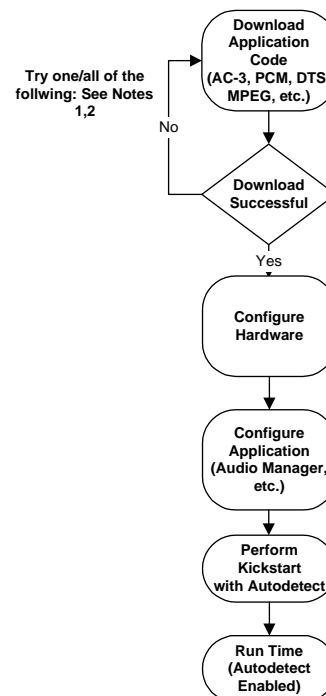 Download
Application
Code
(AC-3, PCM, DTS
MPEG, etc.)
Try one/all of the
follwing: See Notes
1,2
No
Download
Successful
Yes
Configure
Hardware
Configure
Application
(Audio Manager,
etc.)
Perform
Kickstart
with Autodetect
Run Time
(Autodetect
Enabled)